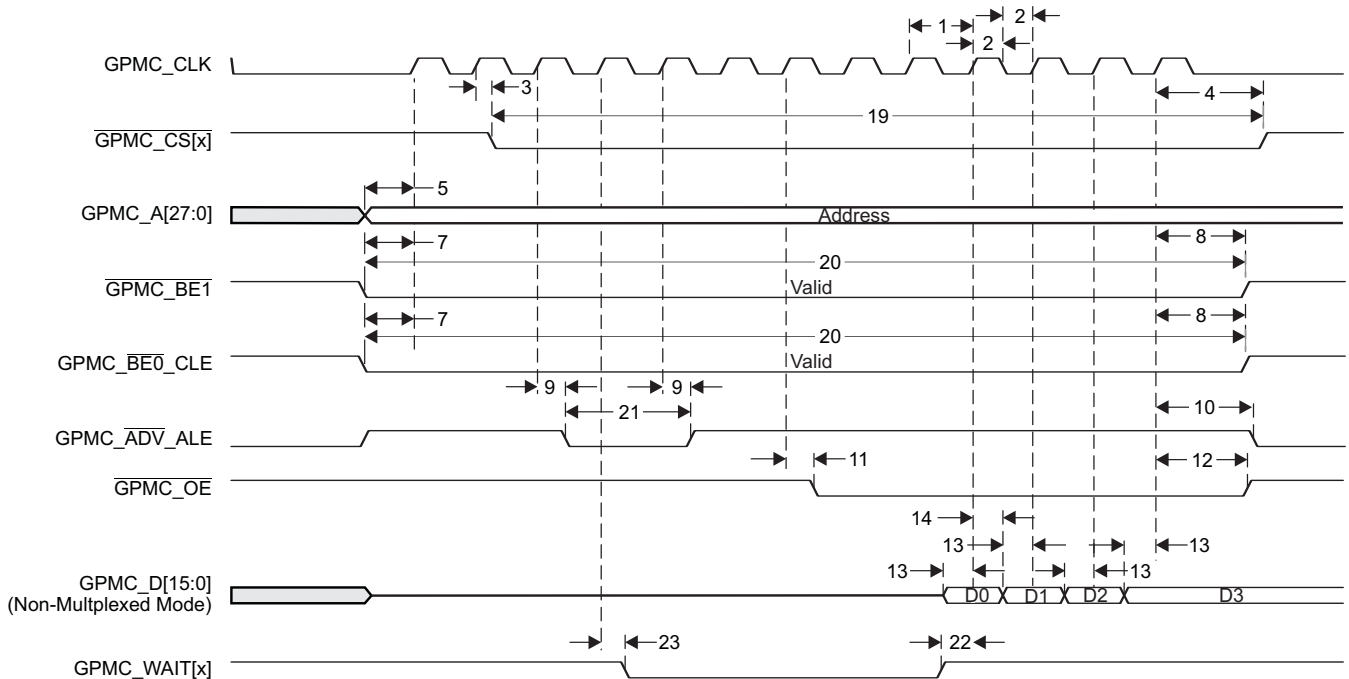 1
2
2
GPMC_CLK
3
4
19
GPMC_CS[x]
5
GPMC_A[27:0]
Address
7
8
20
GPMC_BE1
Valid
7
8
20
GPMC_BE0_CLE
Valid
9
9
21
10
GPMC_ADV_ALE
11
12
GPMC_OE
14
13
13
GPMC_D[15:0]
13
13
(Non-Multplexed Mode)
D0
D1
D2
D3
23
22
GPMC_WAIT[x]